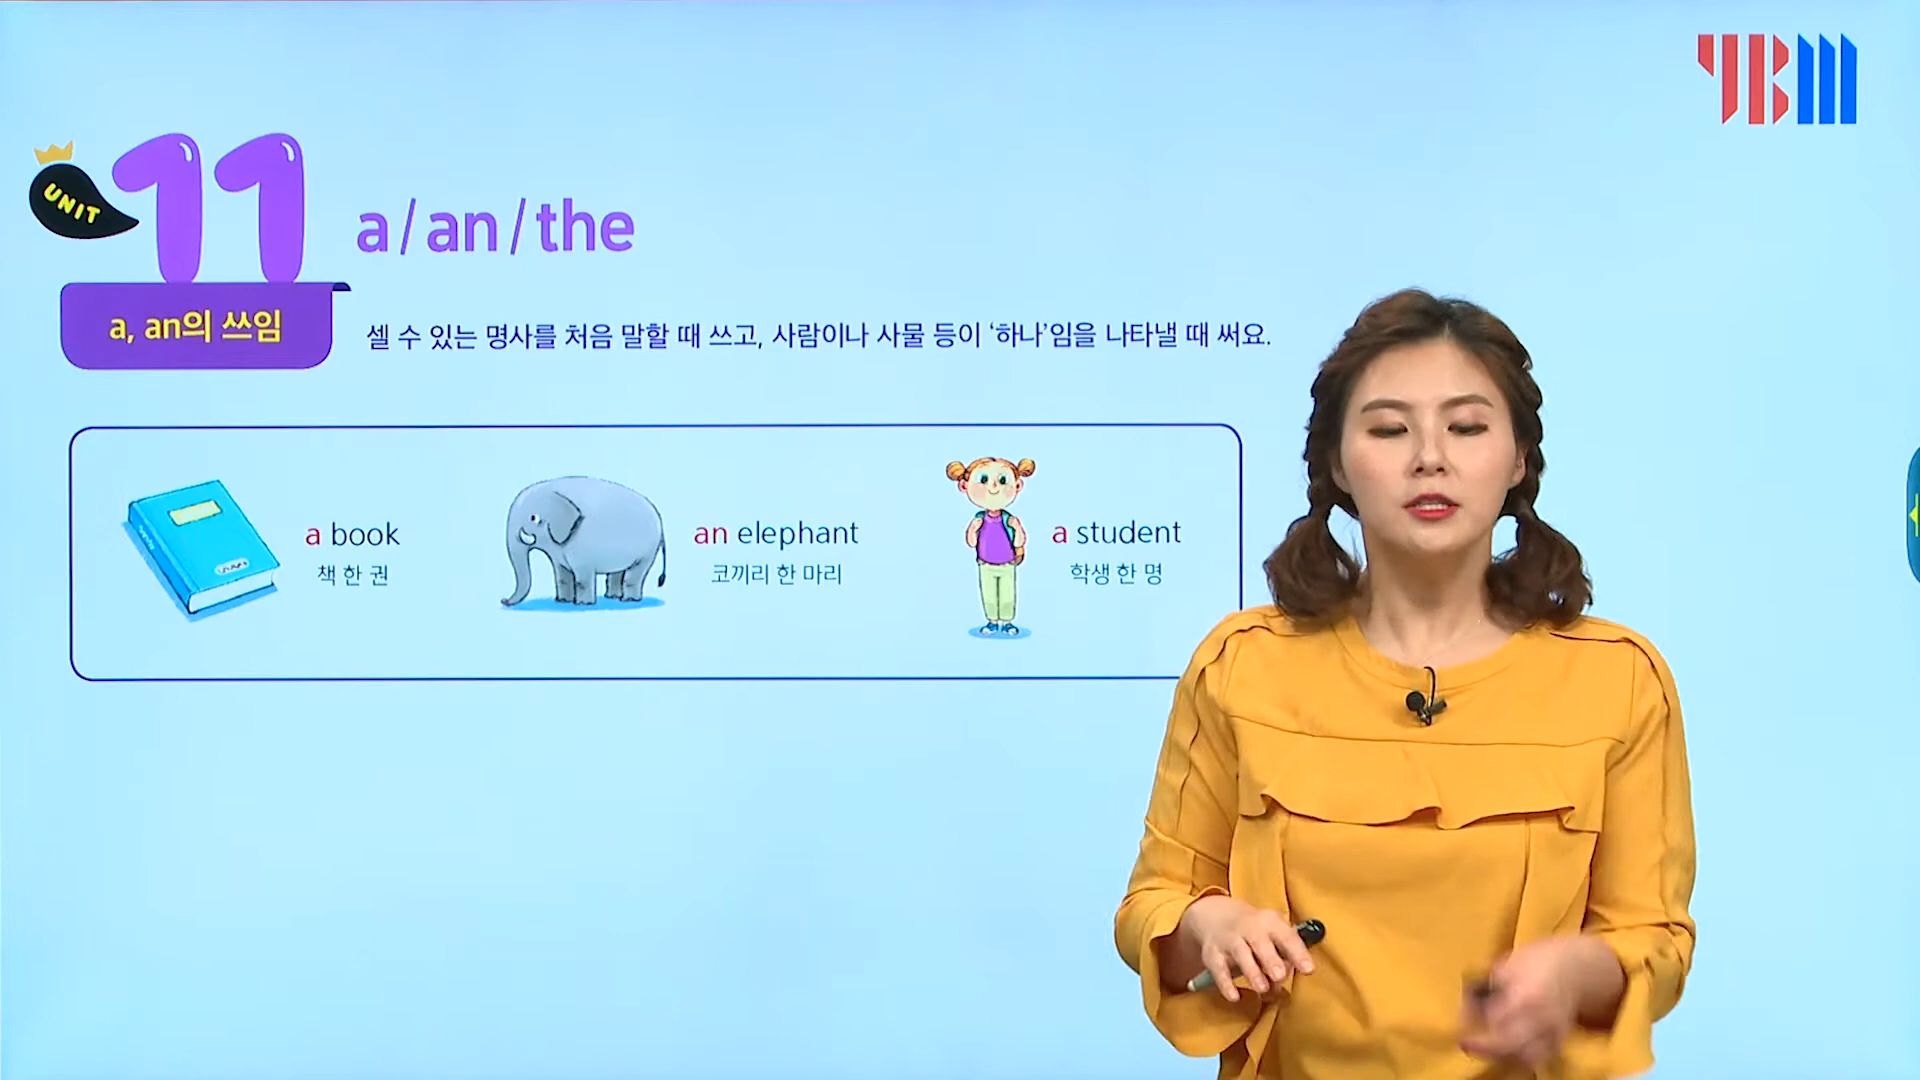 YBM
UNIT
11
a/an/the
a, an의 쓰임
셀 수 있는 명사를 처음 말할 때 쓰고, 사람이나 사물 등이 ‘하나’임을 나타낼 때 써요.
a book
책 한 권
an elephant
코끼리 한 마리
a student
학생 한 명